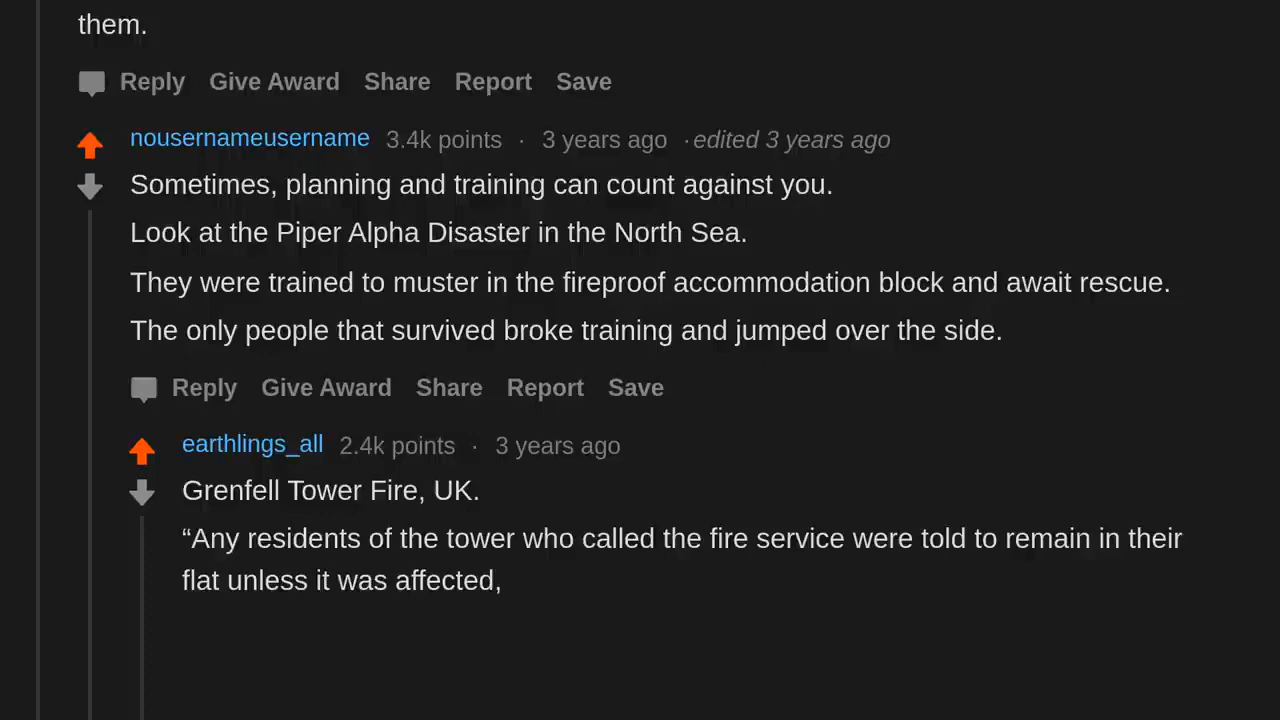 them.
Reply Give Award Share Report Save
nousernameusername 3.4k points · 3 years ago · edited 3 years ago
Sometimes, planning and training can count against you.
Look at the Piper Alpha Disaster in the North Sea.
They were trained to muster in the fireproof accommodation block and await rescue.
The only people that survived broke training and jumped over the side.
Reply Give Award Share Report Save
earthlings_all 2.4k points · 3 years ago
Grenfell Tower Fire, UK.
“Any residents of the tower who called the fire service were told to remain in their
flat unless it was affected,